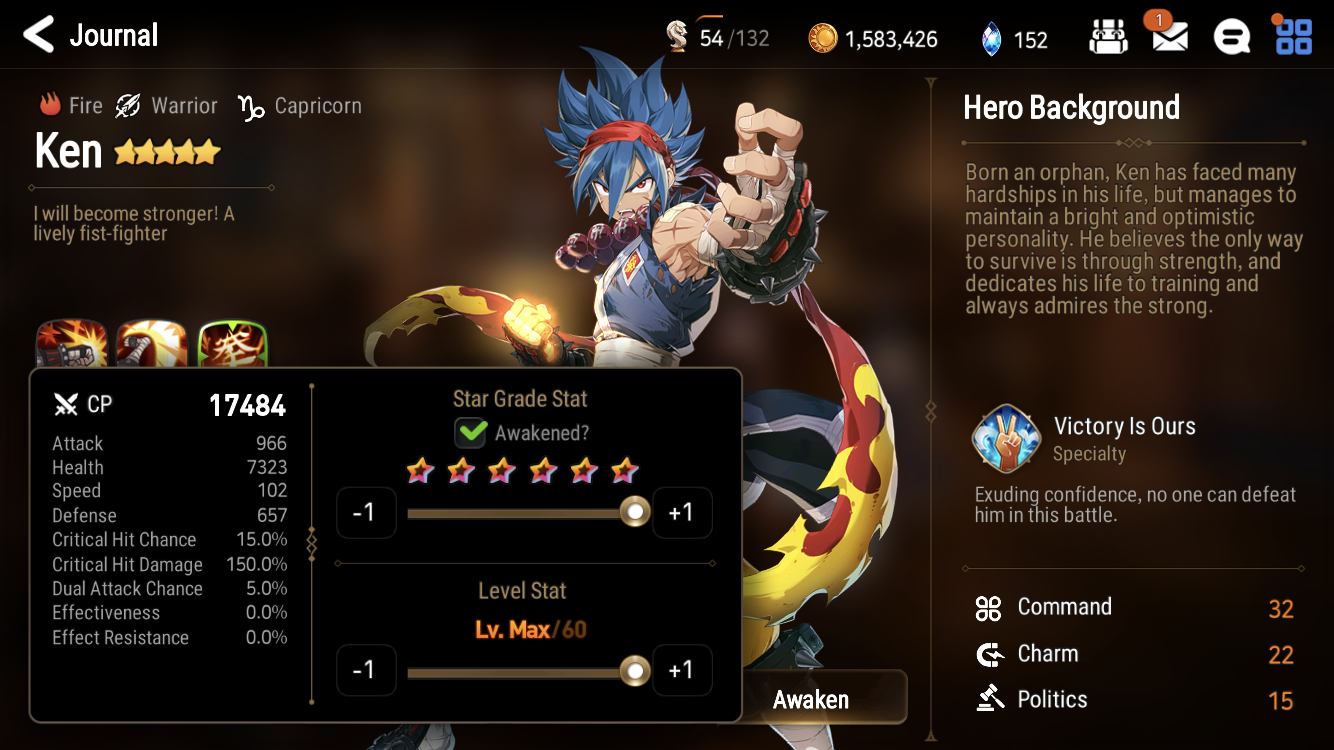 Journal
54/132
1,583,426
152
1
Fire Warrior Capricorn
Ken
I will become stronger! A
lively fist-fighter
CP 17484
Attack 966
Health 7323
Speed 102
Defense 657
Critical Hit Chance 15.0%
Critical Hit Damage 150.0%
Dual Attack Chance 5.0%
Effectiveness 0.0%
Effect Resistance 0.0%
Star Grade Stat
Awakened?
-1 +1
Level Stat
Lv. Max/60
-1 +1
Awaken
Hero Background
Born an orphan, Ken has faced many
hardships in his life, but manages to
maintain a bright and optimistic
personality. He believes the only way
to survive is through strength, and
dedicates his life to training and
always admires the strong.
Victory Is Ours
Specialty
Exuding confidence, no one can defeat
him in this battle.
Command 32
Charm 22
Politics 15